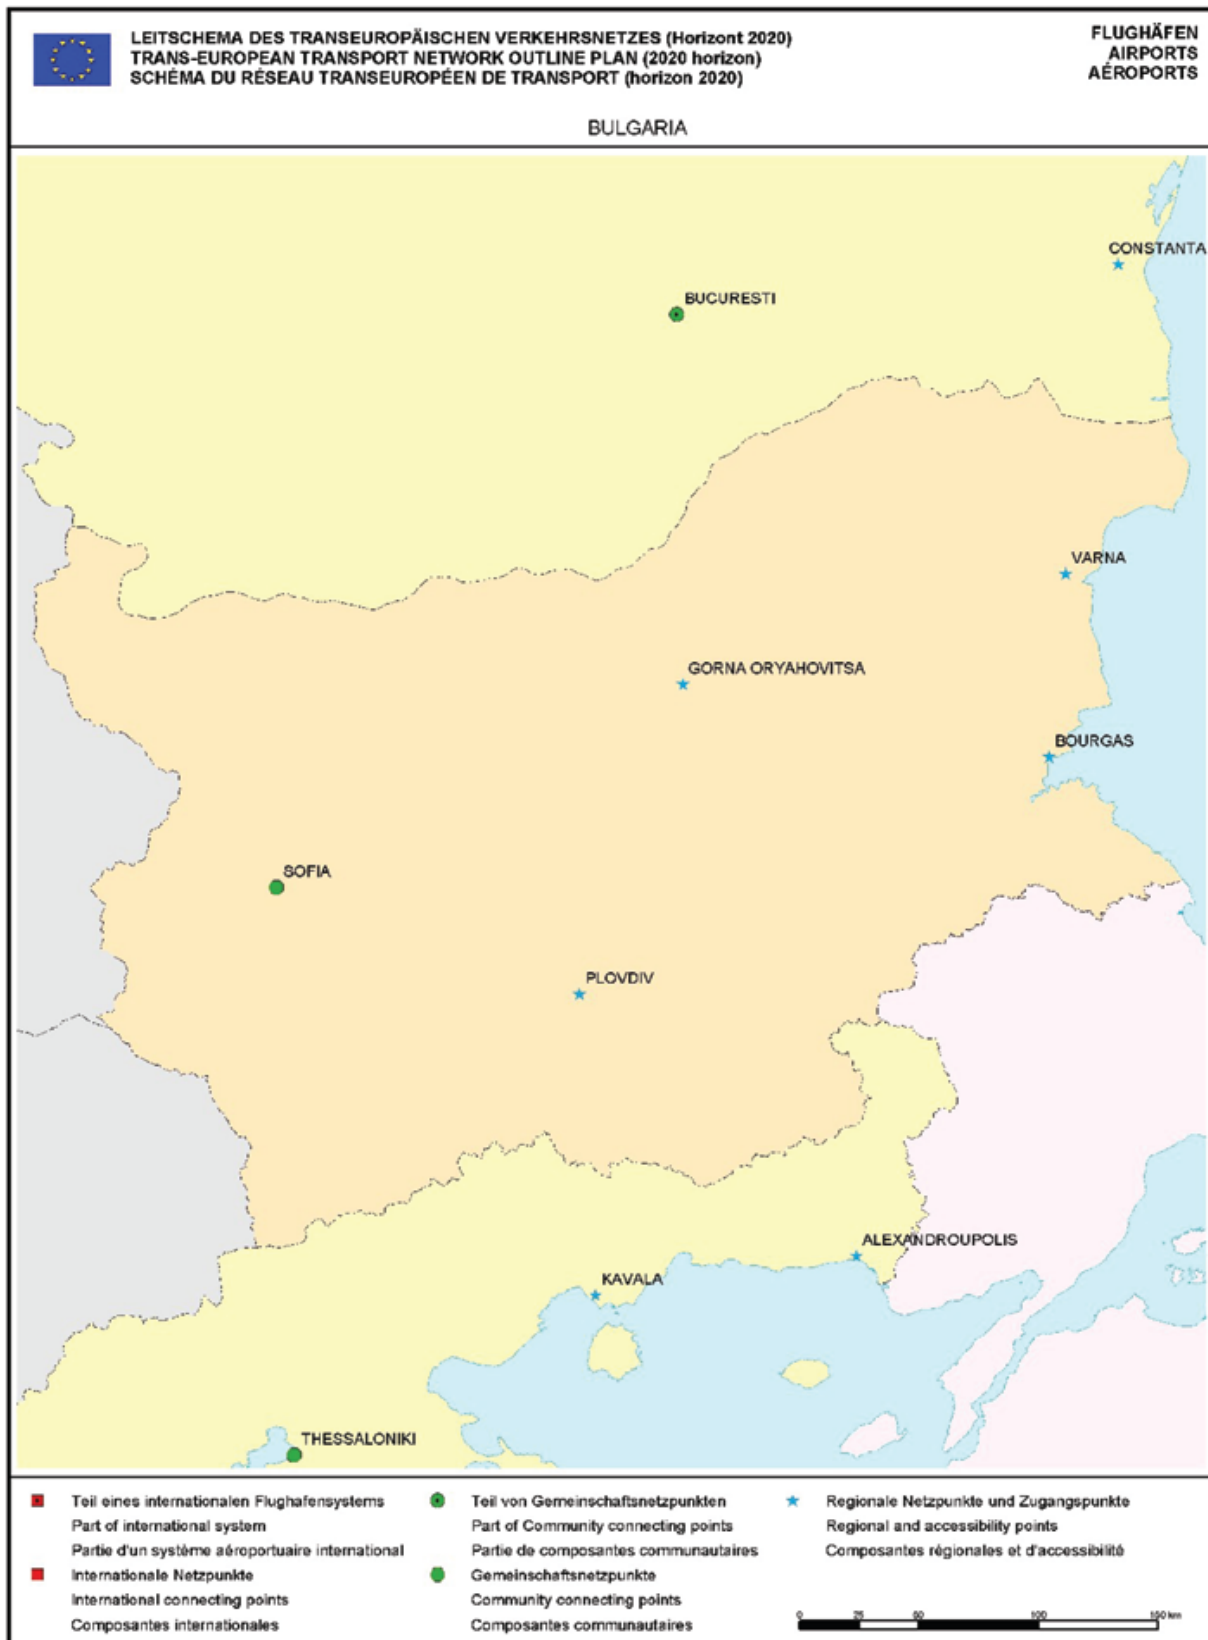 LEITSCHEMA DES TRANSEUROPÄISCHEN VERKEHRSNETZES (Horizont 2020)
TRANS-EUROPEAN TRANSPORT NETWORK OUTLINE PLAN (2020 horizon)
SCHÉMA DU RÉSEAU TRANSEUROPÉEN DE TRANSPORT (horizon 2020)
FLUGHÄFEN
AIRPORTS
AÉROPORTS
BULGARIA
CONSTANTA
BUCURESTI
VARNA
GORNA ORYAHOVITSA
BOURGAS
SOFIA
PLOVDIV
ALEXANDROUPOLIS
KAVALA
THESSALONIKI
Teil eines internationalen Flughafensystems
Part of international system
Partie d'un système aéroportuaire international
Internationale Netzpunkte
International connecting points
Composantes internationales
Teil von Gemeinschaftsnetzpunkten
Part of Community connecting points
Partie de composantes communautaires
Gemeinschaftsnetzpunkte
Community connecting points
Composantes communautaires
Regionale Netzpunkte und Zugangspunkte
Regional and accessibility points
Composantes régionales et d'accessibilité
0 25 50 100 150 km